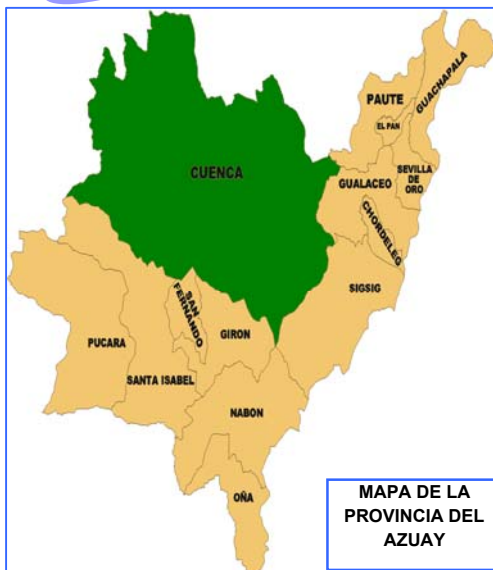 GUACHAPALA
PAUTE
EL PAN
CUENCA
GUALACEO
SEVILLA
DE
ORO
CHORDELEG
SIGSIG
SAN
FERNANDO
GIRON
PUCARA
SANTA ISABEL
NABON
OÑA
MAPA DE LA
PROVINCIA DEL
AZUAY